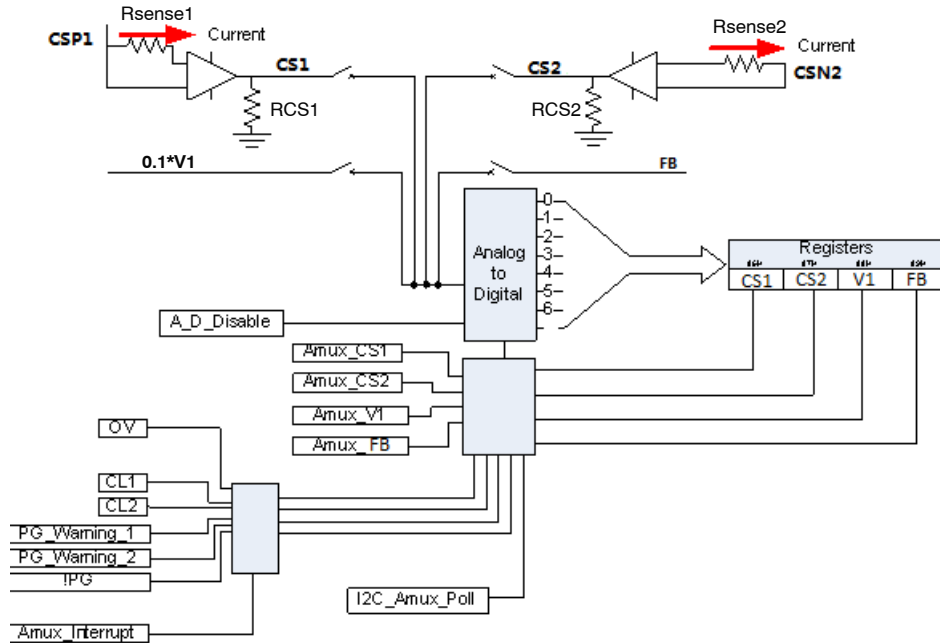 Rsense1
Rsense2
CSP1
Current
Current
CS1
CS2
CSN2
RCS1
RCS2
0.1*V1
FB
0
1
2
3
4
5
6
Analog
to
Digital
Registers
CS1 CS2 V1 FB
A_D_Disable
Amux_CS1
Amux_CS2
Amux_V1
Amux_FB
OV
CL1
CL2
PG_Warning_1
PG_Warning_2
!PG
I2C_Amux_Poll
Amux_Interrupt